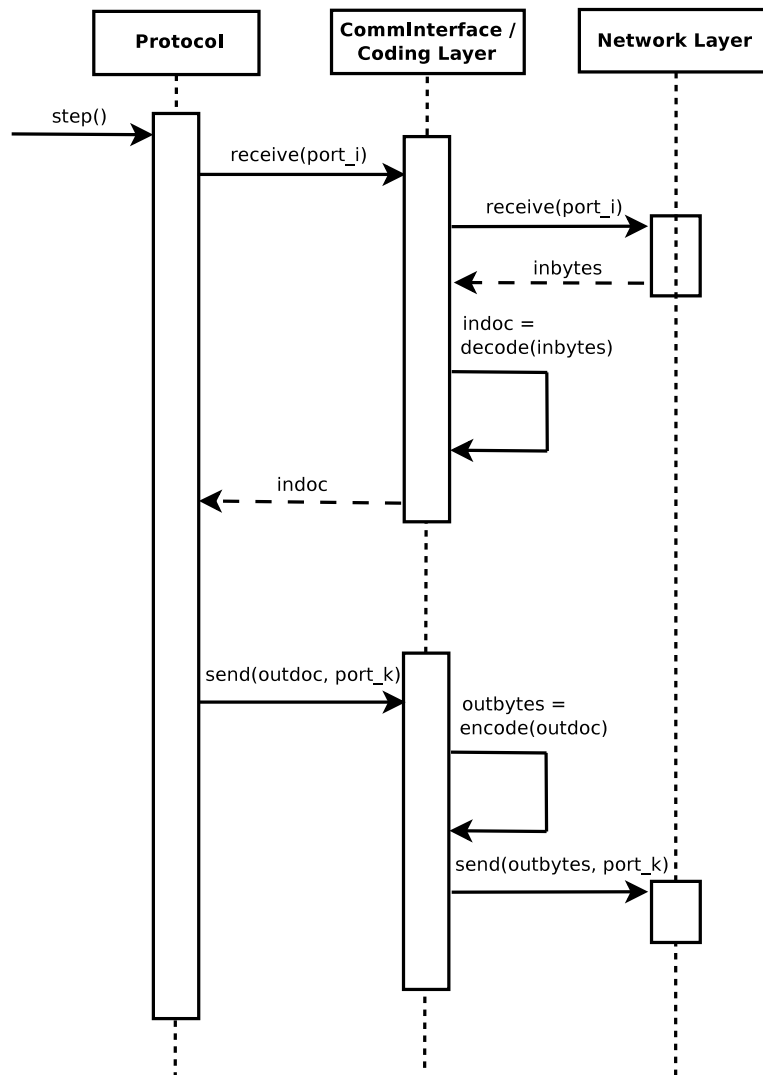 Protocol
CommInterface /
Coding Layer
Network Layer
step()
receive(port_i)
receive(port_i)
inbytes
indoc =
decode(inbytes)
indoc
send(outdoc, port_k)
outbytes =
encode(outdoc)
send(outbytes, port_k)